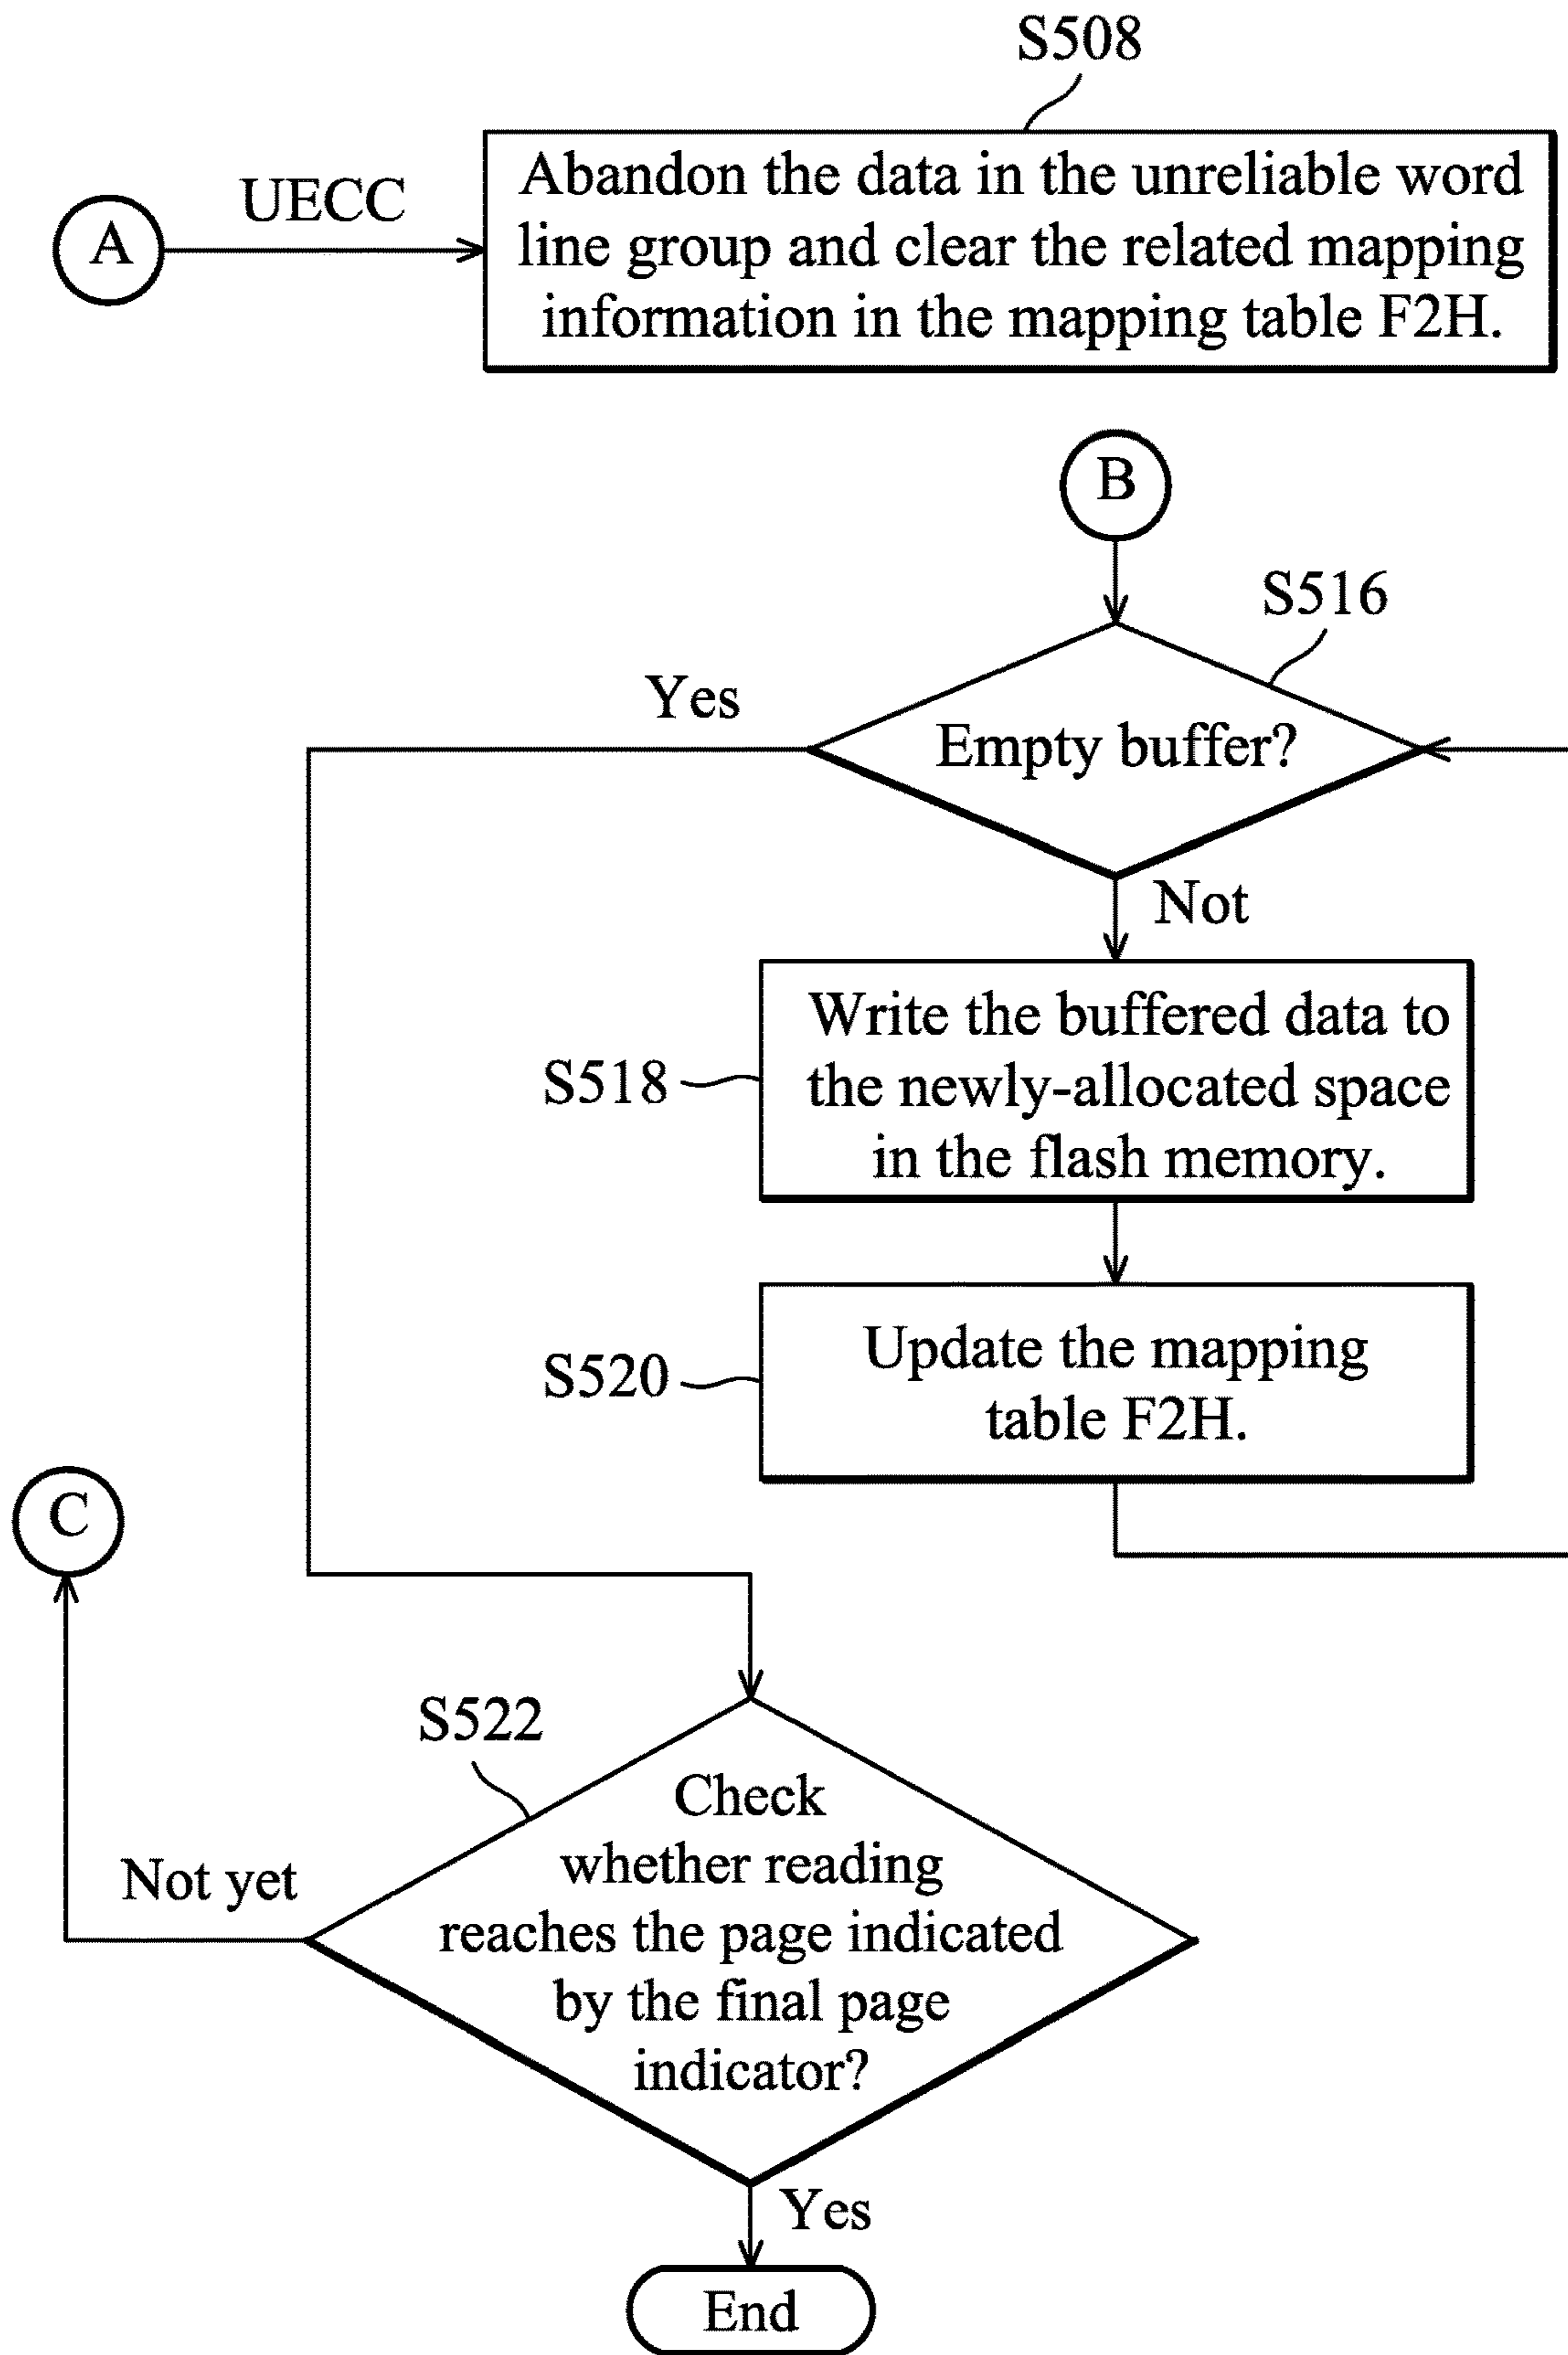 S508
A
UECC
Abandon the data in the unreliable word
line group and clear the related mapping
information in the mapping table F2H.
B
S516
Yes
Empty buffer?
Not
S518
Write the buffered data to
the newly-allocated space
in the flash memory.
S520
Update the mapping
table F2H.
C
S522
Check
whether reading
reaches the page indicated
by the final page
indicator?
Not yet
Yes
End